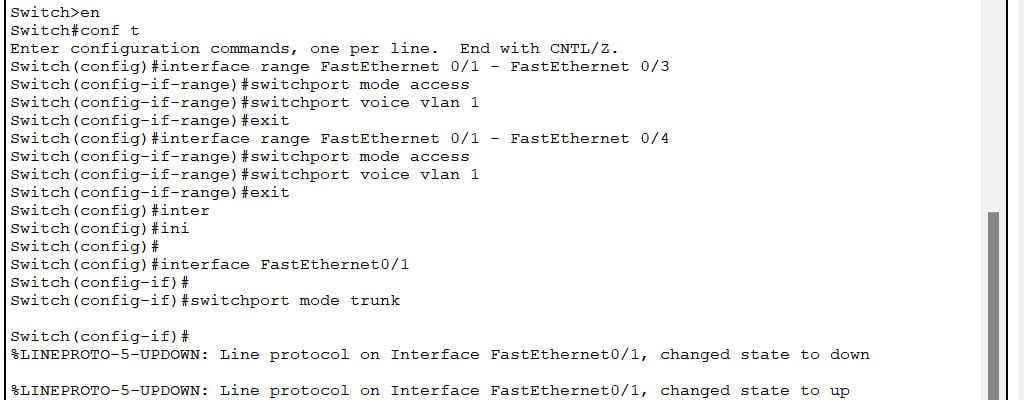 Switch>en
Switch#conf t
Enter configuration commands, one per line.  End with CNTL/Z.
Switch(config)#interface range FastEthernet 0/1 - FastEthernet 0/3
Switch(config-if-range)#switchport mode access
Switch(config-if-range)#switchport voice vlan 1
Switch(config-if-range)#exit
Switch(config)#interface range FastEthernet 0/1 - FastEthernet 0/4
Switch(config-if-range)#switchport mode access
Switch(config-if-range)#switchport voice vlan 1
Switch(config-if-range)#exit
Switch(config)#inter
Switch(config)#ini
Switch(config)#
Switch(config)#interface FastEthernet0/1
Switch(config-if)#
Switch(config-if)#switchport mode trunk
Switch(config-if)#
%LINEPROTO-5-UPDOWN: Line protocol on Interface FastEthernet0/1, changed state to down
%LINEPROTO-5-UPDOWN: Line protocol on Interface FastEthernet0/1, changed state to up